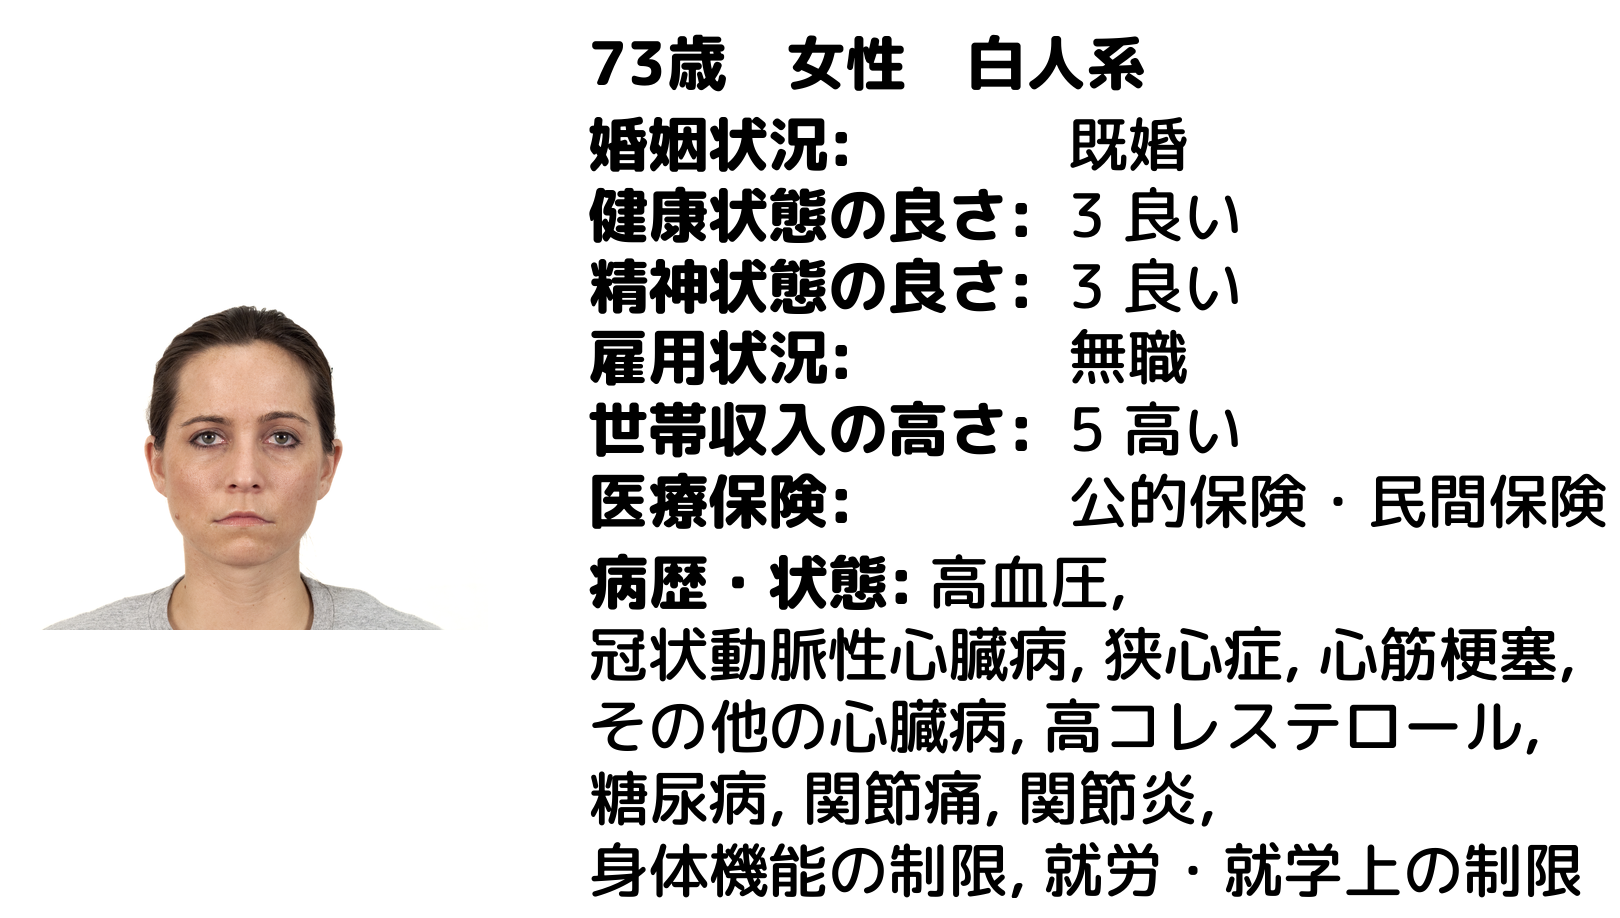 73歳　女性　白人系
婚姻状況: 既婚
健康状態の良さ: 3 良い
精神状態の良さ: 3 良い
雇用状況: 無職
世帯収入の高さ: 5 高い
医療保険: 公的保険・民間保険
病歴・状態: 高血圧,
冠状動脈性心臓病, 狭心症, 心筋梗塞,
その他の心臓病, 高コレステロール,
糖尿病, 関節痛, 関節炎,
身体機能の制限, 就労・就学上の制限